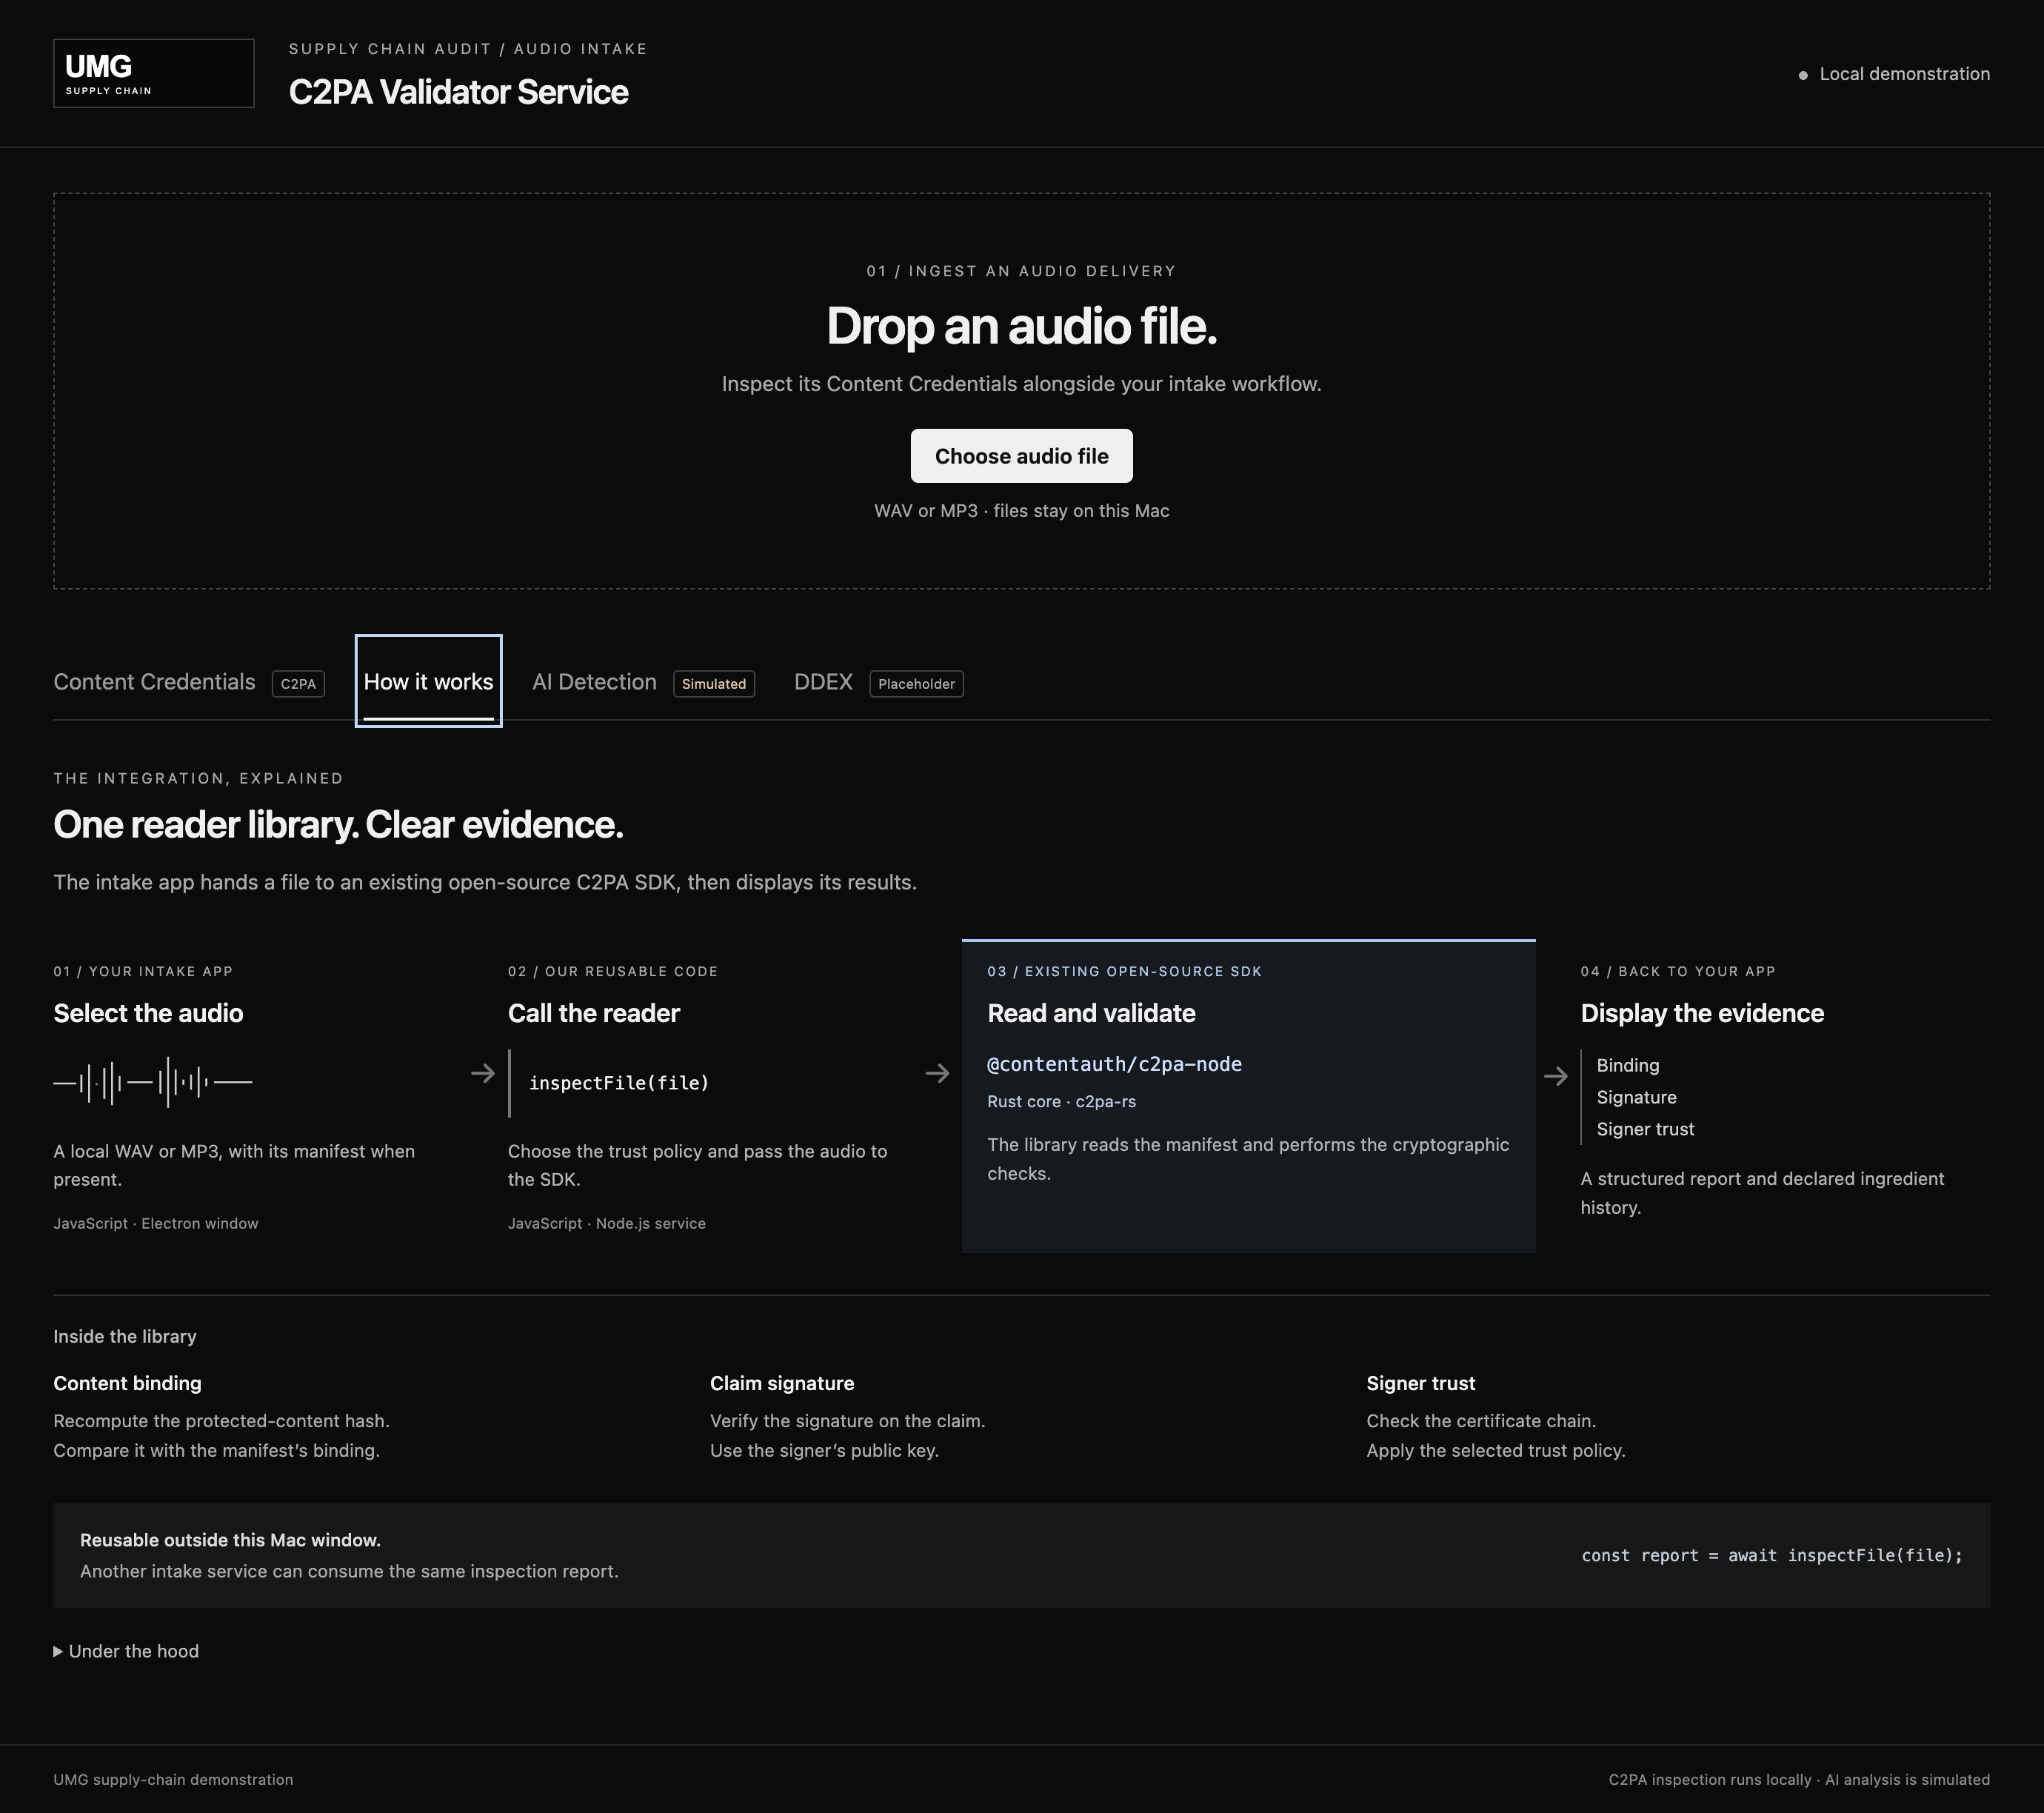 UMG
SUPPLY CHAIN
SUPPLY CHAIN AUDIT / AUDIO INTAKE
C2PA Validator Service
Local demonstration
01 / INGEST AN AUDIO DELIVERY
Drop an audio file.
Inspect its Content Credentials alongside your intake workflow.
Choose audio file
WAV or MP3 · files stay on this Mac
Content Credentials C2PA How it works AI Detection Simulated DDEX Placeholder
THE INTEGRATION, EXPLAINED
One reader library. Clear evidence.
The intake app hands a file to an existing open-source C2PA SDK, then displays its results.
01 / YOUR INTAKE APP
Select the audio
A local WAV or MP3, with its manifest when
present.
JavaScript · Electron window
02 / OUR REUSABLE CODE
Call the reader
inspectFile(file)
Choose the trust policy and pass the audio to
the SDK.
JavaScript · Node.js service
03 / EXISTING OPEN-SOURCE SDK
Read and validate
@contentauth/c2pa-node
Rust core · c2pa-rs
The library reads the manifest and performs the cryptographic
checks.
04 / BACK TO YOUR APP
Display the evidence
Binding
Signature
Signer trust
A structured report and declared ingredient
history.
Inside the library
Content binding
Recompute the protected-content hash.
Compare it with the manifest’s binding.
Claim signature
Verify the signature on the claim.
Use the signer’s public key.
Signer trust
Check the certificate chain.
Apply the selected trust policy.
Reusable outside this Mac window.
Another intake service can consume the same inspection report.
const report = await inspectFile(file);
Under the hood
UMG supply-chain demonstration
C2PA inspection runs locally · AI analysis is simulated